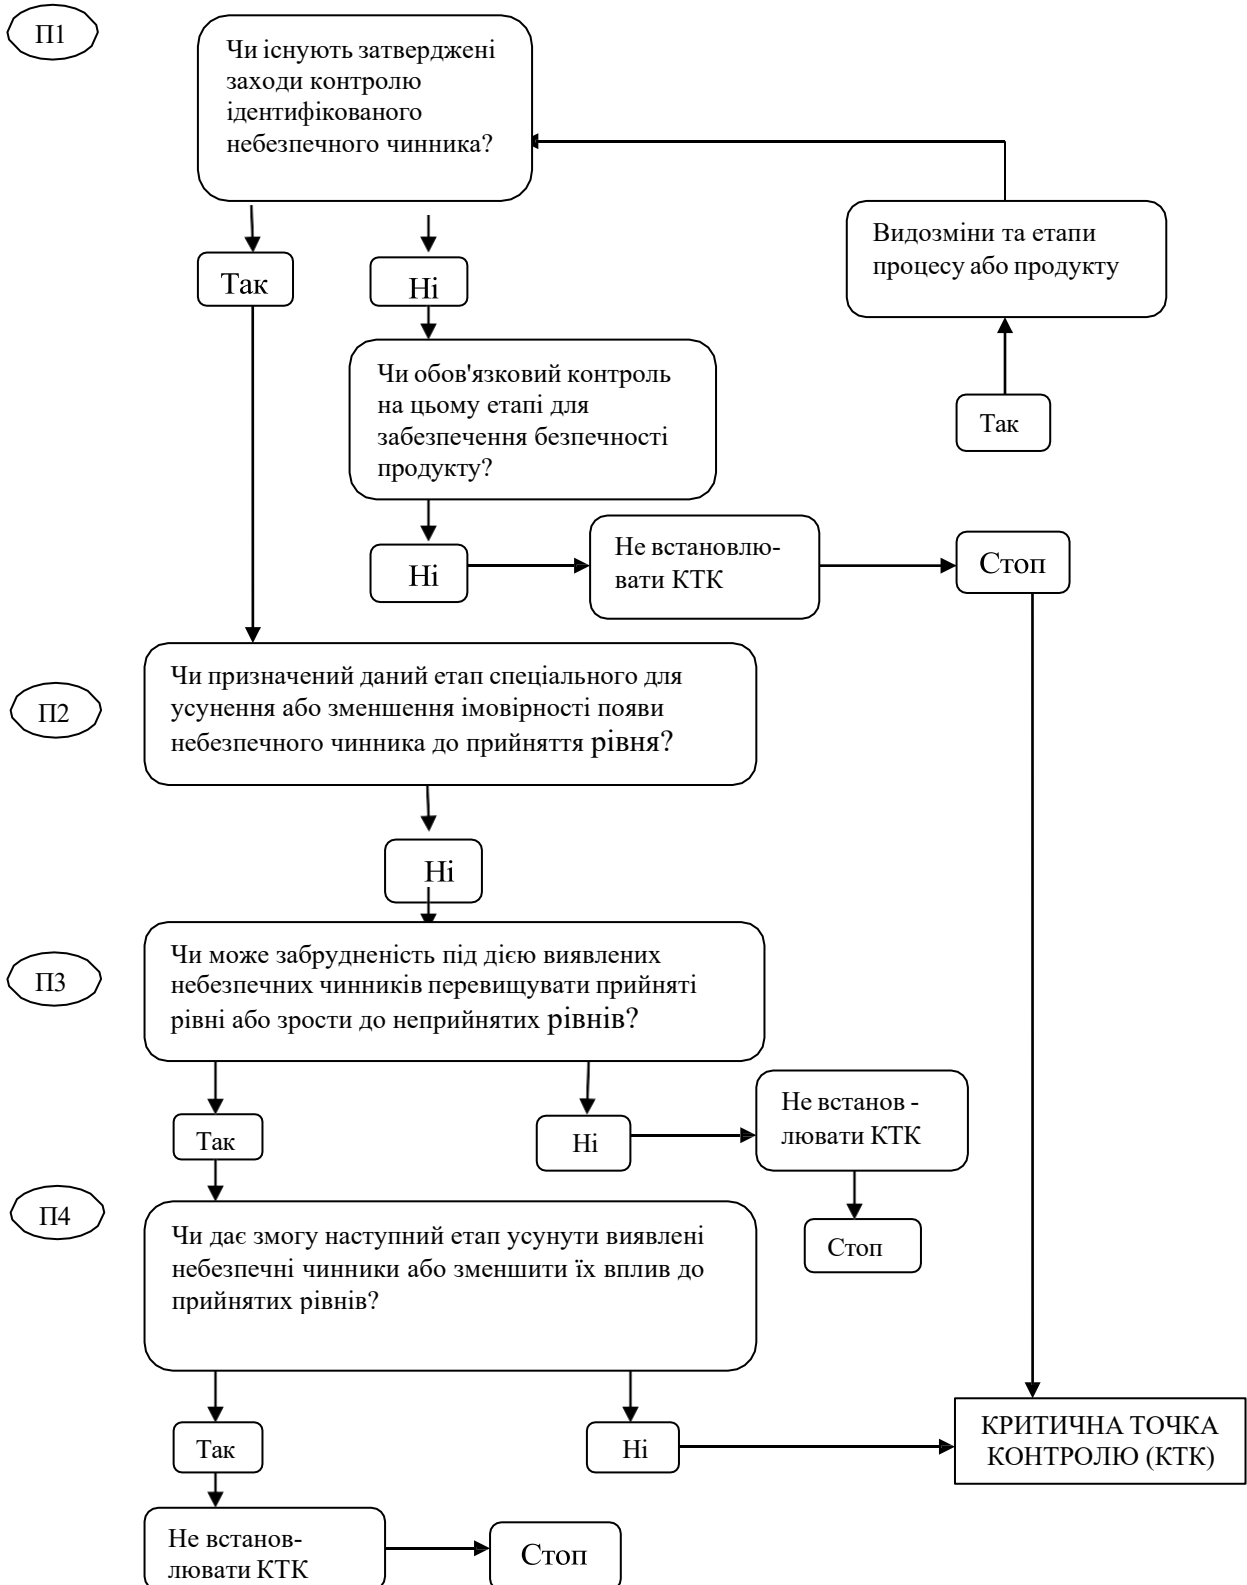 П1
Чи існують затверджені
заходи контролю
ідентифікованого
небезпечного чинника?
Видозміни та етапи
процесу або продукту
Так
Ні
Чи обов'язковий контроль
на цьому етапі для
забезпечення безпечності
продукту?
Так
Ні
Не встановлю-
вати КТК
Стоп
П2
Чи призначений даний етап спеціального для
усунення або зменшення імовірності появи
небезпечного чинника до прийняття рівня?
Ні
П3
Чи може забрудненість під дією виявлених
небезпечних чинників перевищувати прийняті
рівні або зрости до неприйнятих рівнів?
Так
Ні
Не встанов -
лювати КТК
Стоп
П4
Чи дає змогу наступний етап усунути виявлені
небезпечні чинники або зменшити їх вплив до
прийнятих рівнів?
Так
Ні
КРИТИЧНА ТОЧКА
КОНТРОЛЮ (КТК)
Не встанов-
лювати КТК
Стоп